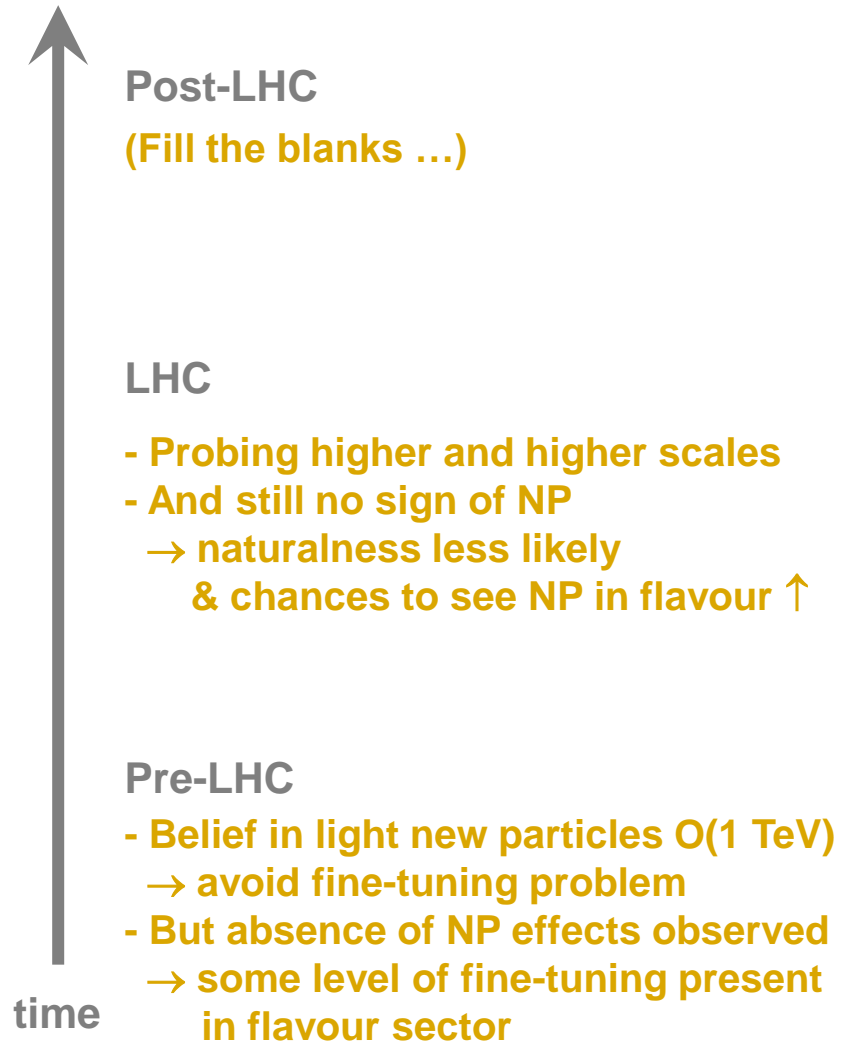 Post-LHC
(Fill the blanks …)
LHC
- Probing higher and higher scales
- And still no sign of NP
→ naturalness less likely
& chances to see NP in flavour ↑
Pre-LHC
- Belief in light new particles O(1 TeV)
→ avoid fine-tuning problem
- But absence of NP effects observed
→ some level of fine-tuning present
in flavour sector
time